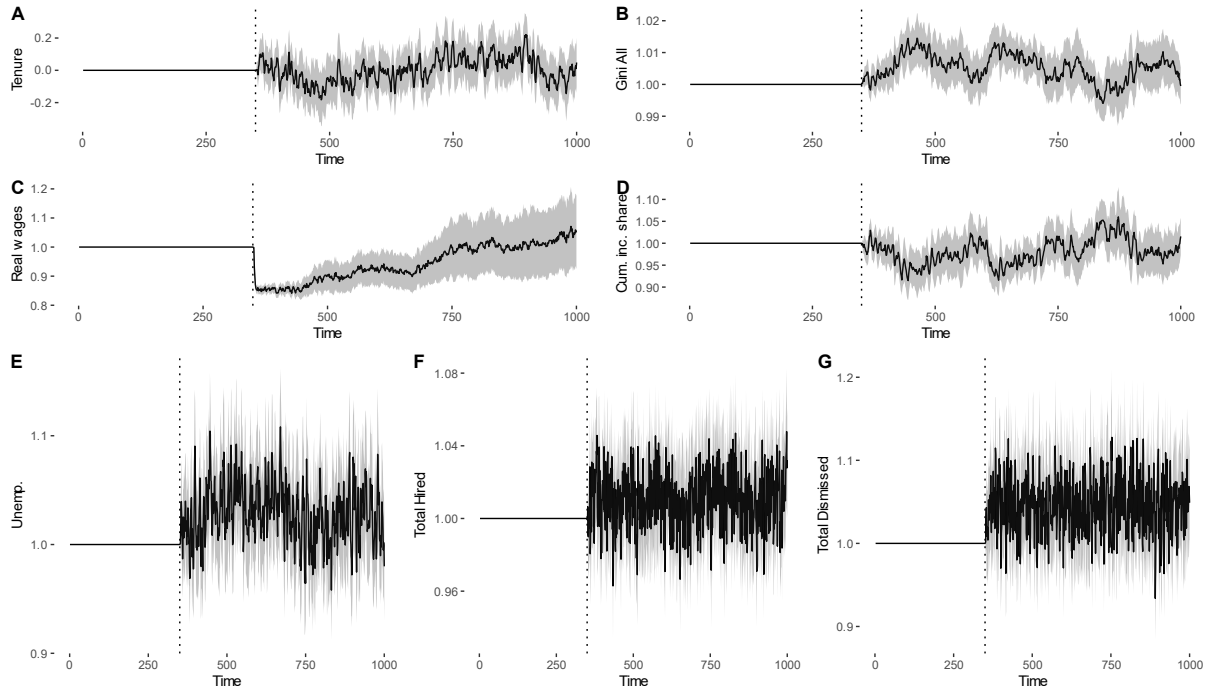 A
Tenure
0.2
0.0
-0.2
0 250 500 750 1000
Time
B
Gini All
1.02
1.01
1.00
0.99
0 250 500 750 1000
Time
C
Real wages
1.2
1.1
1.0
0.9
0.8
0 250 500 750 1000
Time
D
Cum. inc. share
1.10
1.05
1.00
0.95
0.90
0 250 500 750 1000
Time
E
Unemp.
1.1
1.0
0.9
0 250 500 750 1000
Time
F
Total Hired
1.08
1.04
1.00
0.96
0 250 500 750 1000
Time
G
Total Dismissed
1.2
1.1
1.0
0.9
0 250 500 750 1000
Time